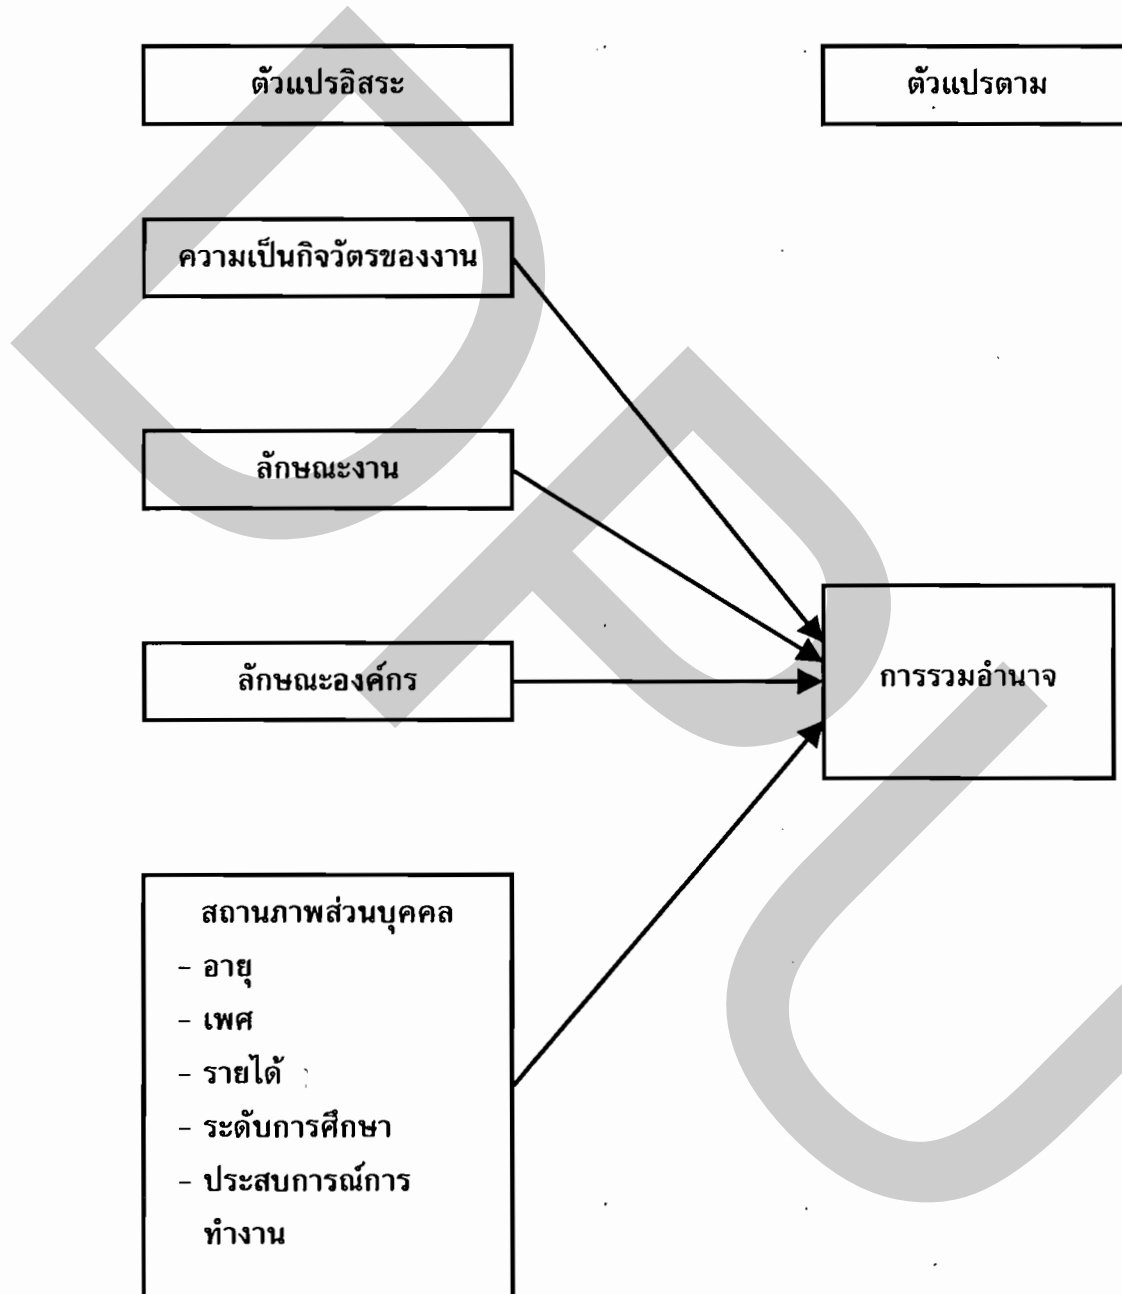 ตัวแปรอิสระ
ตัวแปรตาม
ความเป็นกิจวัตรของงาน
ลักษณะงาน
ลักษณะองค์กร
การรวมอำนาจ
สถานภาพส่วนบุคคล
- อายุ
- เพศ
- รายได้
- ระดับการศึกษา
- ประสบการณ์การ
ทำงาน
DPU